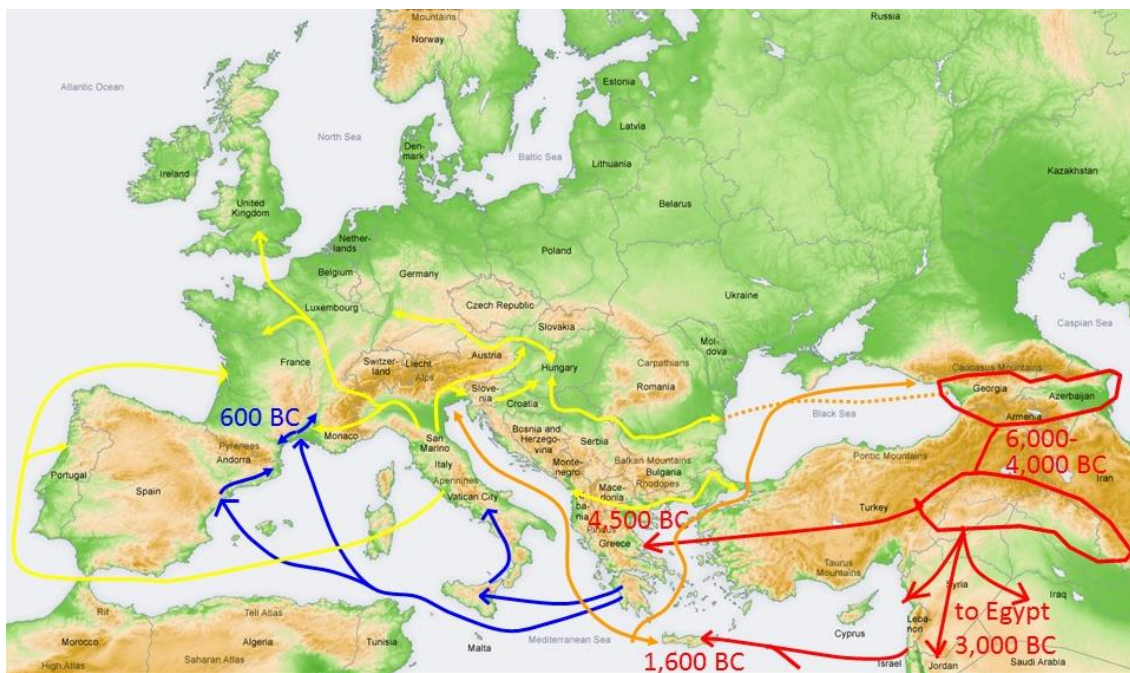 Mountains
Norway
Russia
Atlantic Ocean
Estonia
North Sea
Latvia
Den-
mark
Baltic Sea
Lithuania
Ireland
Kazakhstan
United
Kingdom
Belarus
Nether-
lands
Poland
Belgium
Germany
Luxembourg
Czech Republic
Ukraine
Slovakia
Caspian Sea
Mol-
dova
France
Switzer-
land
Liecht.
Austria
Alps
Hungary
Carpathians
Caucasus Mountains
Slove-
nia
Romania
Georgia
Croatia
Azerbaijan
600 BC
Black Sea
Armenia
Monaco
San
Marino
Bosnia and
Herzego-
vina
Serbia
6,000-
4,000 BC
Pyrenees
Andorra
Italy
Monte-
negro
Balkan Mountains
Bulgaria
Pontic Mountains
Iran
Portugal
Spain
Apennines
Rhodopes
Vatican City
Mace-
donia
ba-
nia
4,500 BC
Turkey
Pindus
Greece
Taurus
Mountains
Syria
Iraq
Rif
Tell Atlas
to Egypt
Leba-
non
Cyprus
3,000 BC
Morocco
Algeria
Tunisia
Malta
Mediterranean Sea
High Atlas
Saharan Atlas
1,600 BC
Israel
Jordan
Saudi Arabia